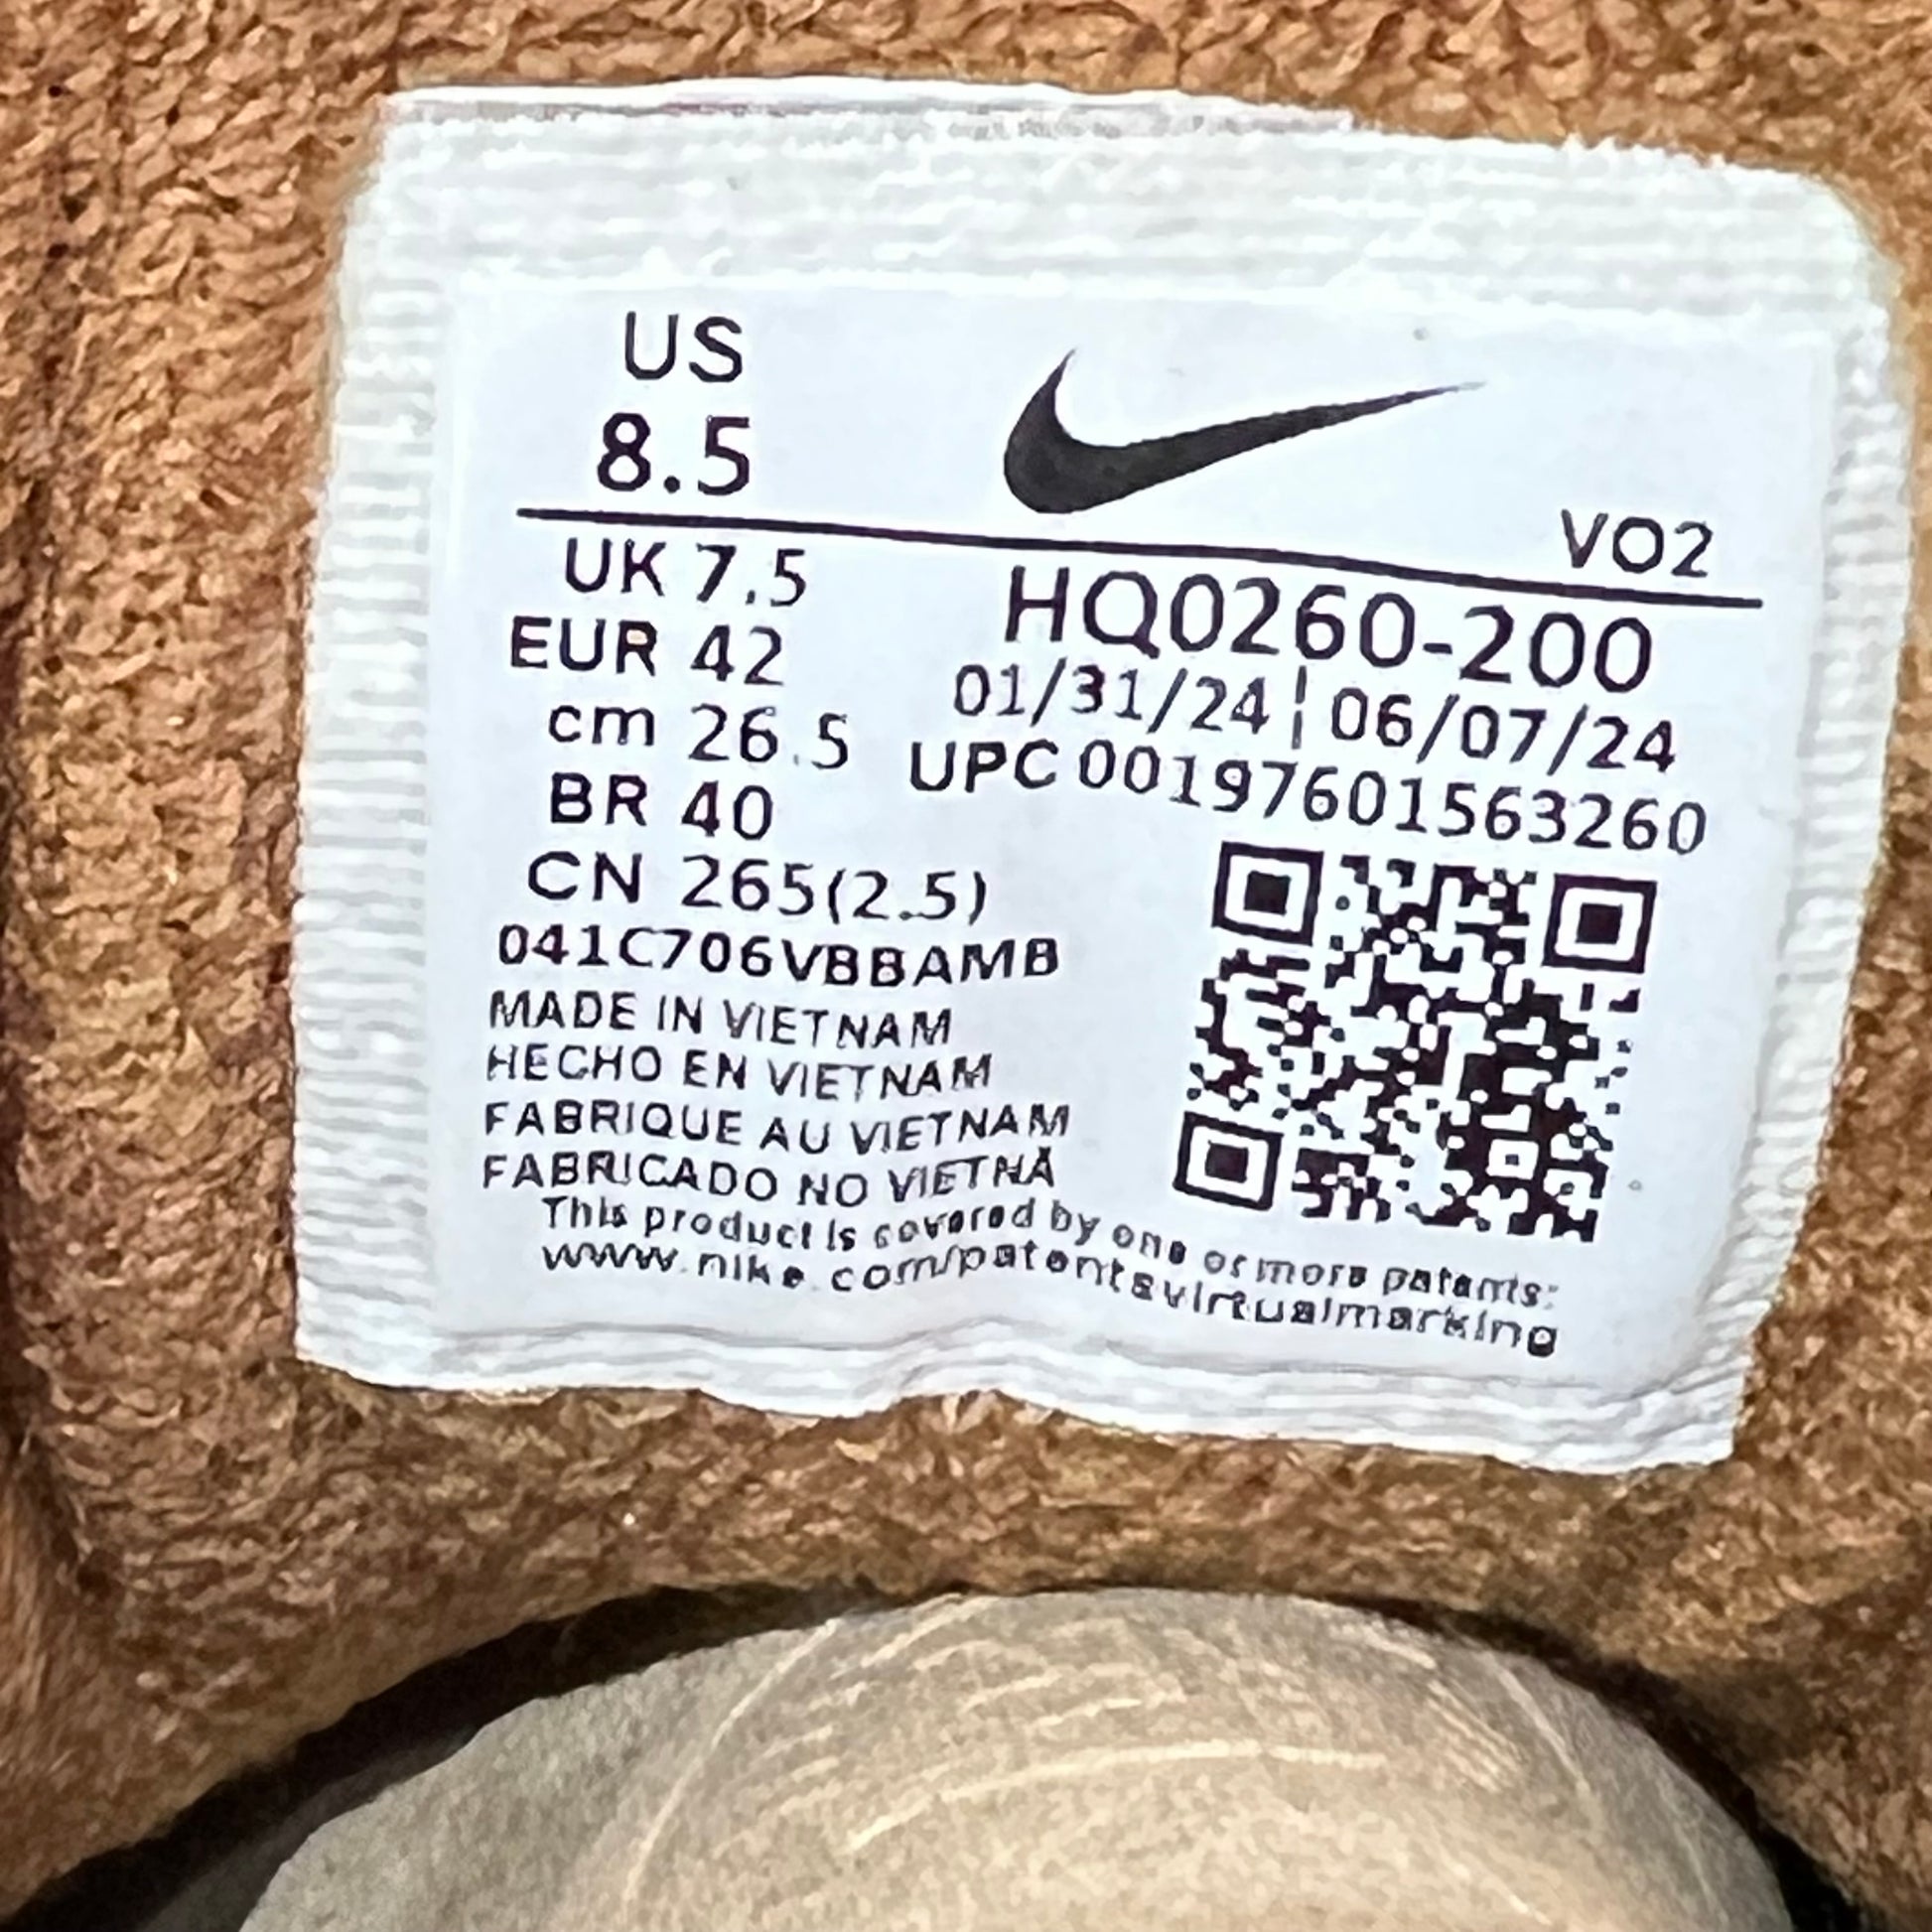 US
8.5
VO2
UK 7.5
EUR 42
cm 26.5
BR 40
CN 265(2.5)
HQ0260-200
01/31/24¦06/07/24
UPC 00197601563260
041C706VBBAMB
MADE IN VIETNAM
HECHO EN VIETNAM
FABRIQUE AU VIETNAM
FABRICADO NO VIETNÃ
This product is covered by one or more patents:
www.nike.com/patentsvirtualmarking